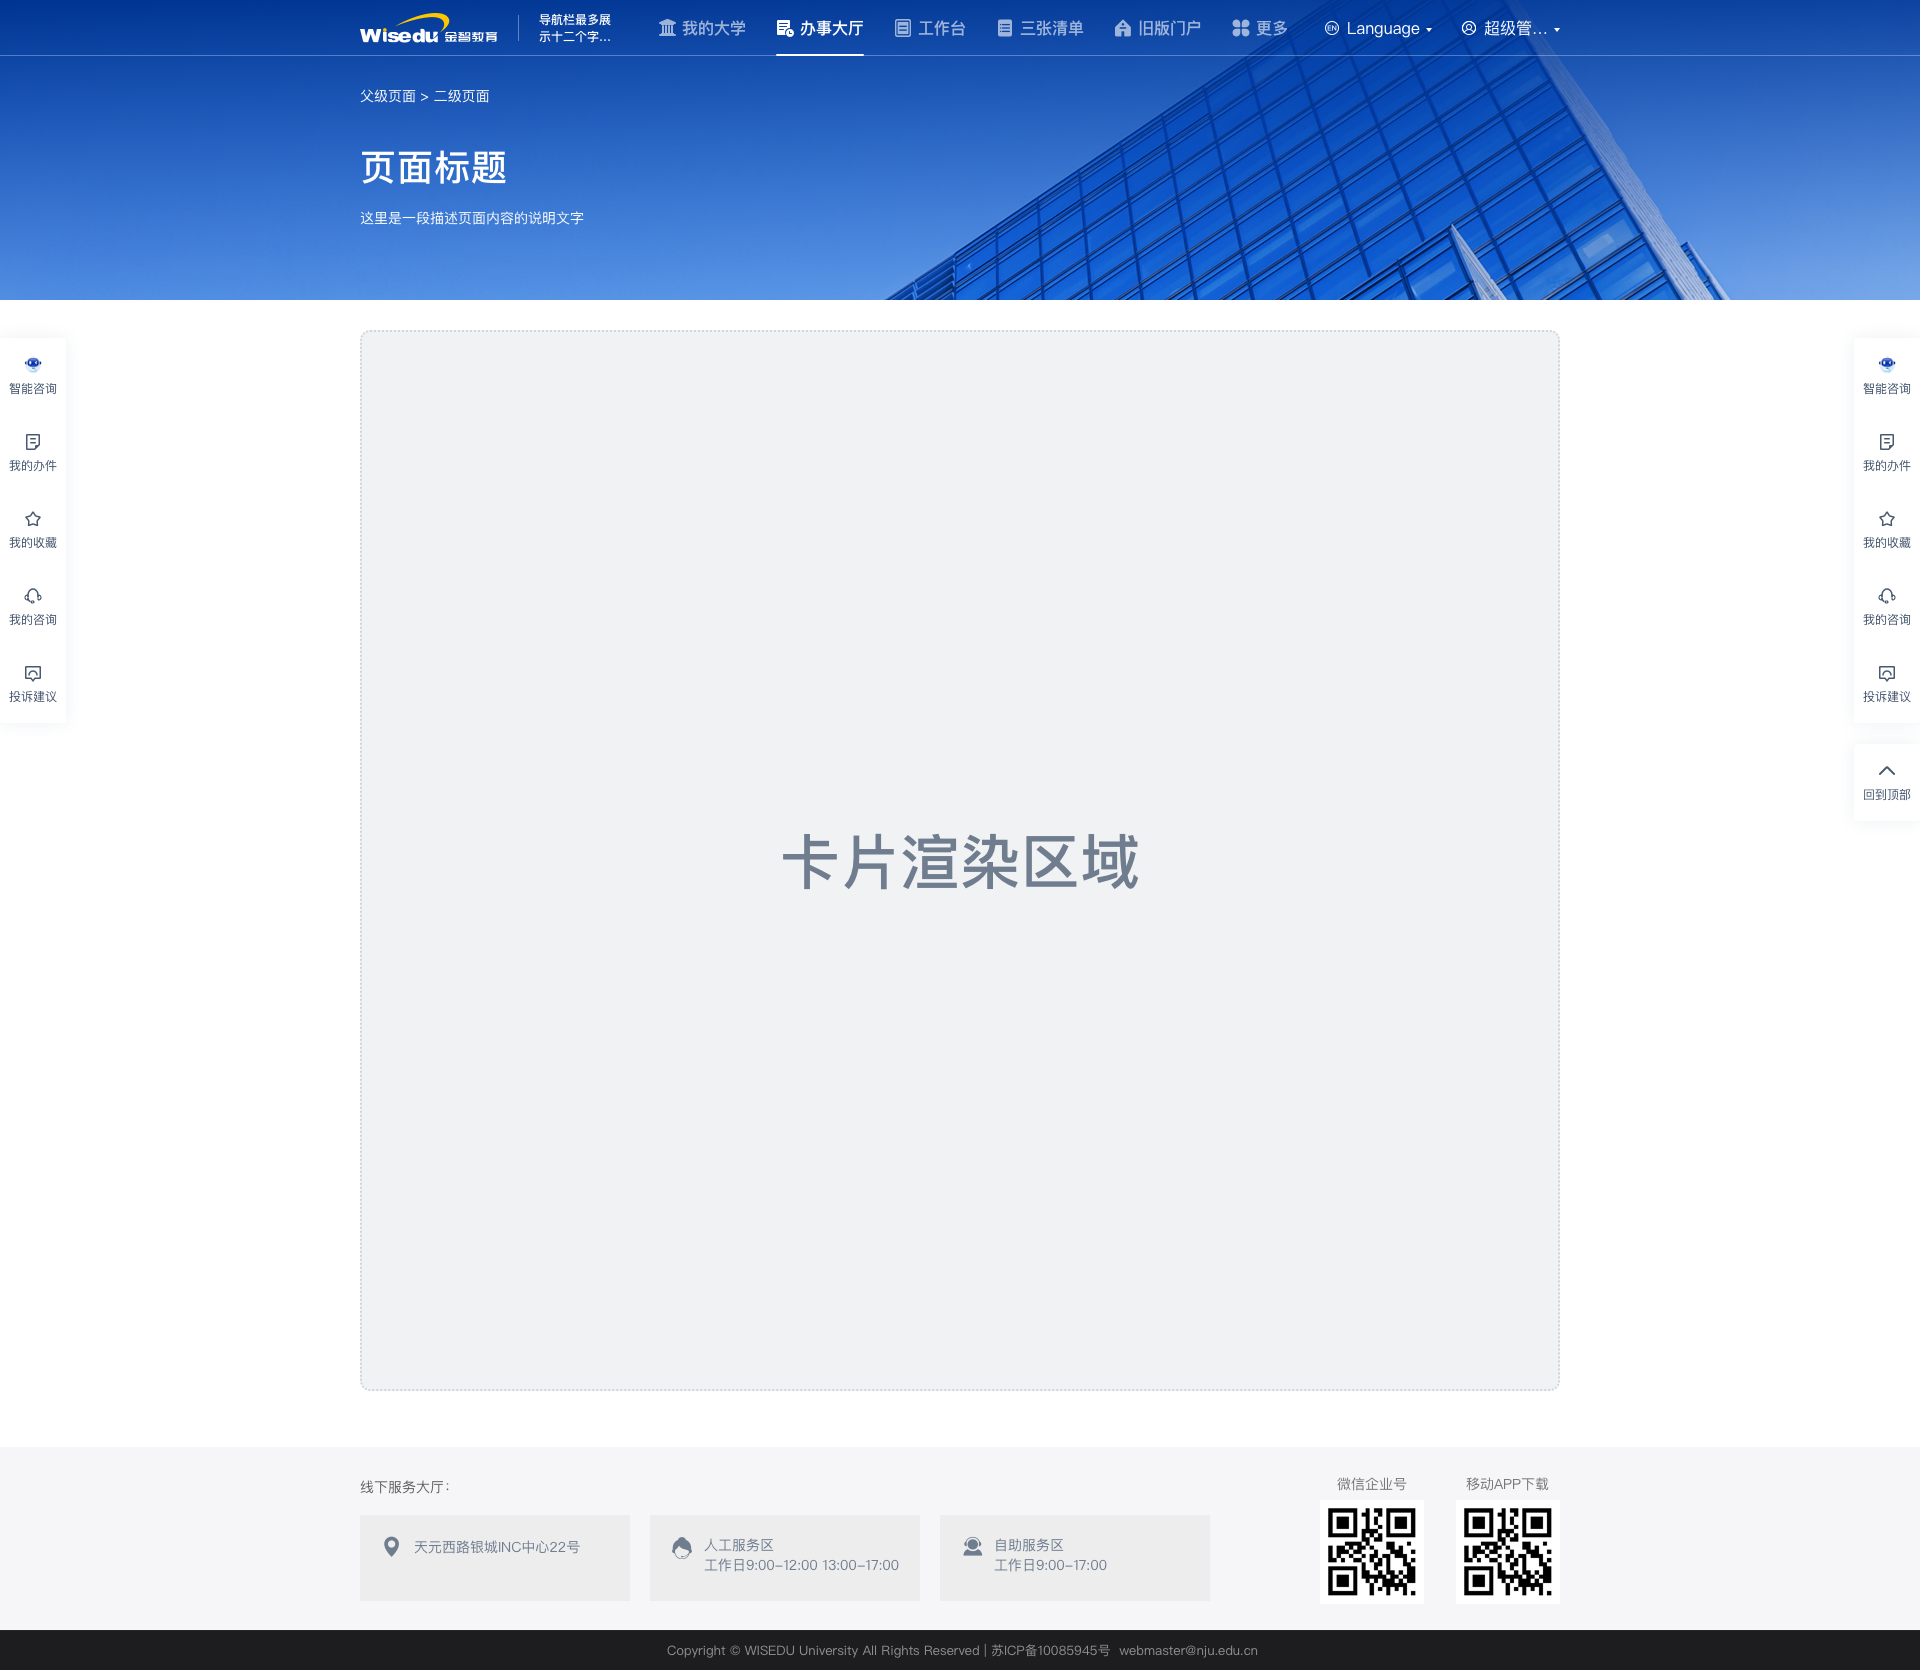 Wisedu 金智教育
导航栏最多展
示十二个字...
我的大学
办事大厅
工作台
三张清单
旧版门户
更多
EN
Language
超级管...
父级页面 > 二级页面
页面标题
这里是一段描述页面内容的说明文字
智能咨询
我的办件
我的收藏
我的咨询
投诉建议
智能咨询
我的办件
我的收藏
我的咨询
投诉建议
回到顶部
卡片渲染区域
线下服务大厅：
天元西路银城INC中心22号
人工服务区
工作日9:00-12:00 13:00-17:00
自助服务区
工作日9:00-17:00
微信企业号
移动APP下载
Copyright © WISEDU University All Rights Reserved | 苏ICP备10085945号 webmaster@nju.edu.cn